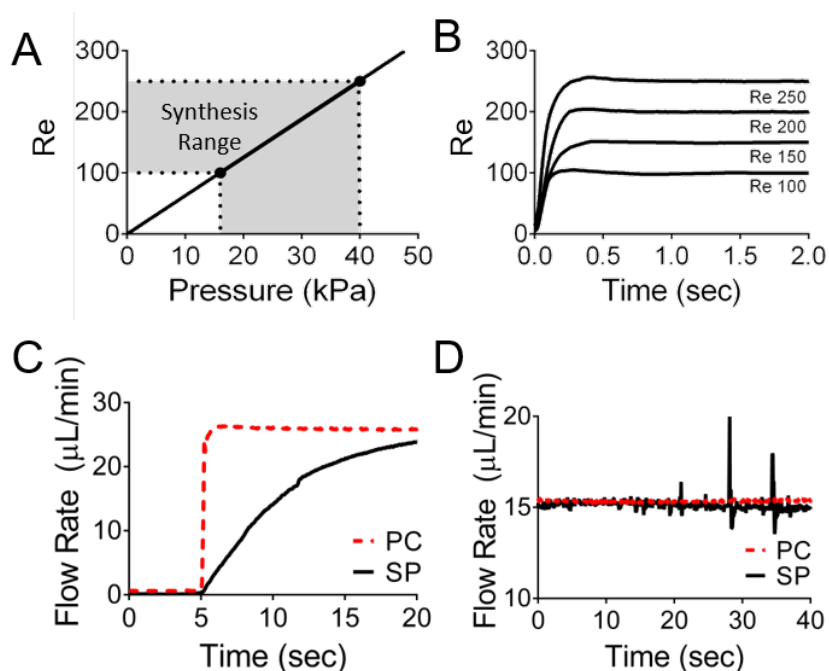 A
300
200
100
0
Re
Synthesis
Range
0 10 20 30 40 50
Pressure (kPa)
B
300
200
100
0
Re
Re 250
Re 200
Re 150
Re 100
0.0 0.5 1.0 1.5 2.0
Time (sec)
C
30
20
10
0
Flow Rate (μL/min)
PC
SP
0 5 10 15 20
Time (sec)
D
20
15
10
Flow Rate (μL/min)
PC
SP
0 10 20 30 40
Time (sec)